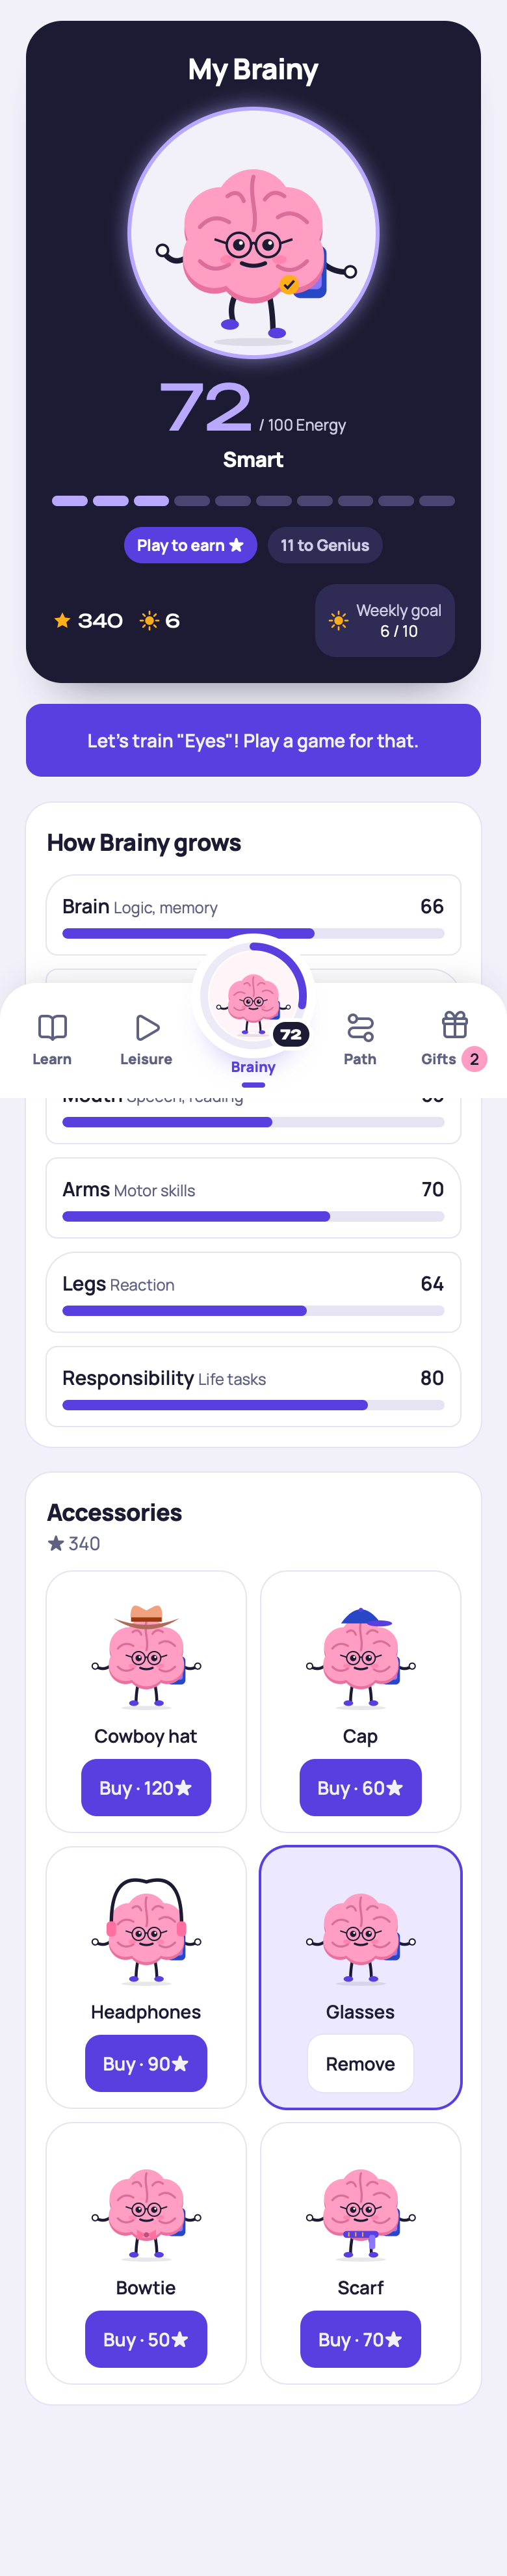 My Brainy
72 / 100 Energy
Smart
Play to earn ★
11 to Genius
340
6
Weekly goal
6 / 10
Let's train "Eyes"! Play a game for that.
How Brainy grows
Brain Logic, memory 66
72
Learn
Leisure
Brainy
Path
Gifts 2
Mouth Speech, reading
Arms Motor skills 70
Legs Reaction 64
Responsibility Life tasks 80
Accessories
★ 340
Cowboy hat
Buy · 120★
Cap
Buy · 60★
Headphones
Buy · 90★
Glasses
Remove
Bowtie
Buy · 50★
Scarf
Buy · 70★